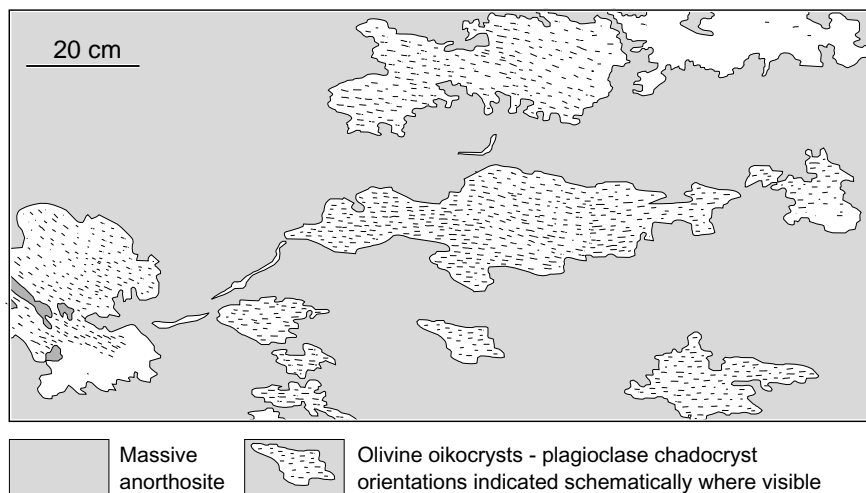 20 cm
Massive
anorthosite
Olivine oikocrysts - plagioclase chadocryst
orientations indicated schematically where visible